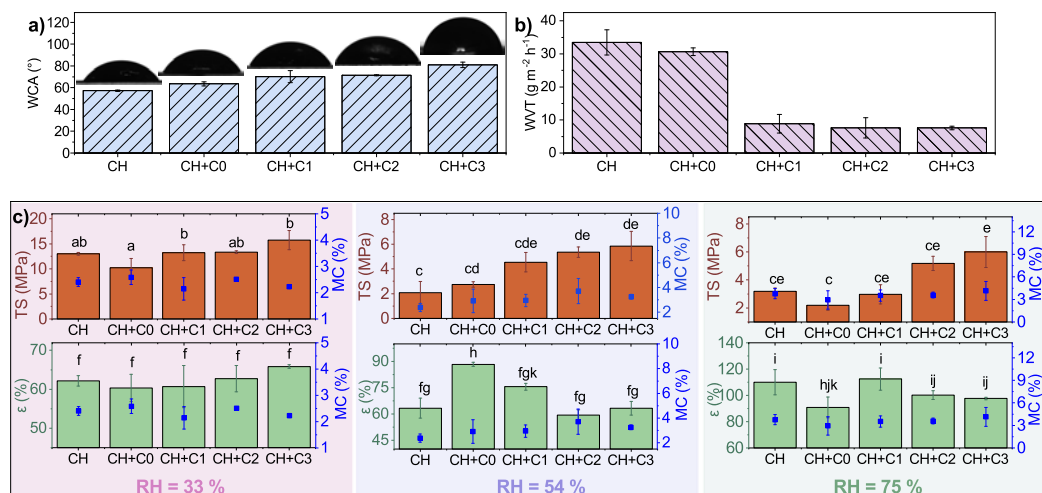 a)
WCA (°)
120
100
80
60
40
20
0
CH CH+C0 CH+C1 CH+C2 CH+C3
b)
WVT (g m⁻² h⁻¹)
40
30
20
10
0
CH CH+C0 CH+C1 CH+C2 CH+C3
c)
TS (MPa)
20
15
10
5
0
ab a b ab b
MC (%)
5
4
3
2
1
CH CH+C0 CH+C1 CH+C2 CH+C3
ε (%)
70
60
50
f f f f f
MC (%)
5
4
3
2
1
CH CH+C0 CH+C1 CH+C2 CH+C3
RH = 33 %
TS (MPa)
8
6
4
2
0
c cd cde de de
MC (%)
10
8
6
4
2
CH CH+C0 CH+C1 CH+C2 CH+C3
ε (%)
90
75
60
45
fg h fgk fg fg
MC (%)
10
8
6
4
2
CH CH+C0 CH+C1 CH+C2 CH+C3
RH = 54 %
TS (MPa)
8
6
4
2
ce c ce ce e
MC (%)
12
9
6
3
0
CH CH+C0 CH+C1 CH+C2 CH+C3
ε (%)
140
120
100
80
60
i hjk i ij ij
MC (%)
12
9
6
3
0
CH CH+C0 CH+C1 CH+C2 CH+C3
RH = 75 %